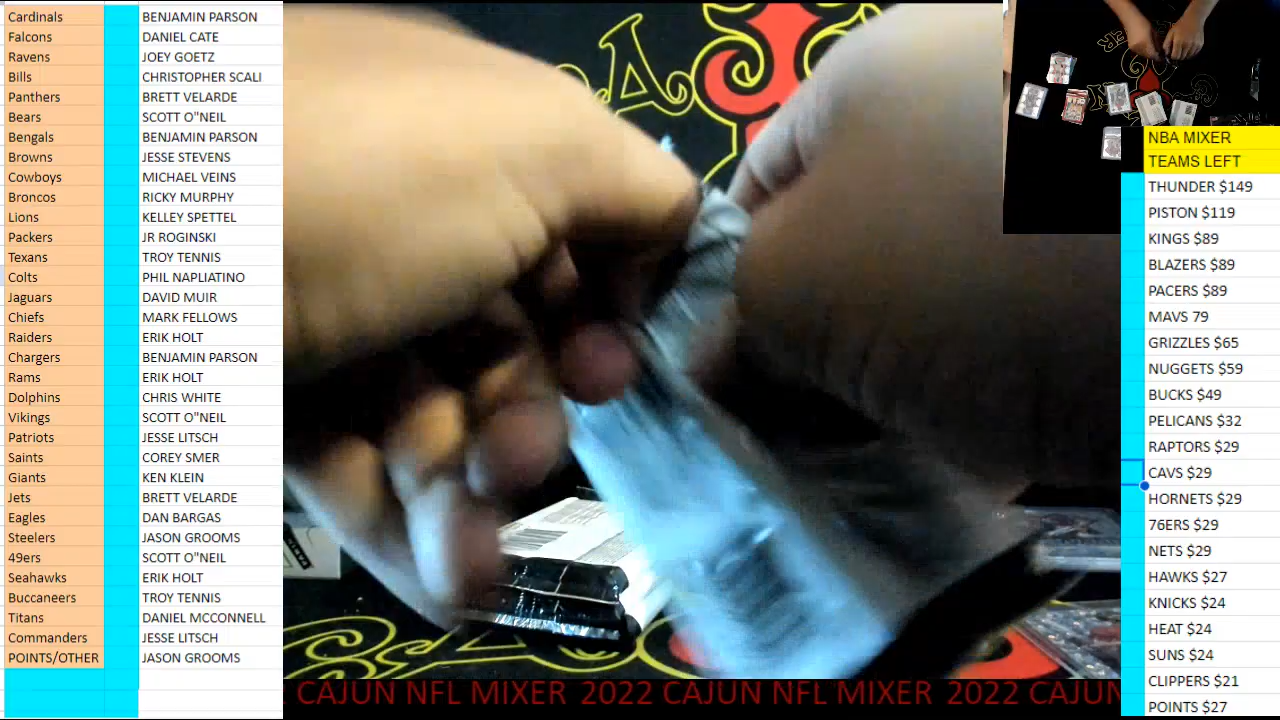 Cardinals BENJAMIN PARSON
Falcons DANIEL CATE
Ravens JOEY GOETZ
Bills CHRISTOPHER SCALI
Panthers BRETT VELARDE
Bears SCOTT O"NEIL
Bengals BENJAMIN PARSON
Browns JESSE STEVENS
Cowboys MICHAEL VEINS
Broncos RICKY MURPHY
Lions KELLEY SPETTEL
Packers JR ROGINSKI
Texans TROY TENNIS
Colts PHIL NAPLIATINO
Jaguars DAVID MUIR
Chiefs MARK FELLOWS
Raiders ERIK HOLT
Chargers BENJAMIN PARSON
Rams ERIK HOLT
Dolphins CHRIS WHITE
Vikings SCOTT O"NEIL
Patriots JESSE LITSCH
Saints COREY SMER
Giants KEN KLEIN
Jets BRETT VELARDE
Eagles DAN BARGAS
Steelers JASON GROOMS
49ers SCOTT O"NEIL
Seahawks ERIK HOLT
Buccaneers TROY TENNIS
Titans DANIEL MCCONNELL
Commanders JESSE LITSCH
POINTS/OTHER JASON GROOMS
NBA MIXER
TEAMS LEFT
THUNDER $149
PISTON $119
KINGS $89
BLAZERS $89
PACERS $89
MAVS 79
GRIZZLES $65
NUGGETS $59
BUCKS $49
PELICANS $32
RAPTORS $29
CAVS $29
HORNETS $29
76ERS $29
NETS $29
HAWKS $27
KNICKS $24
HEAT $24
SUNS $24
CLIPPERS $21
POINTS $27
CAJUN NFL MIXER 2022 CAJUN NFL MIXER 2022 CAJUN